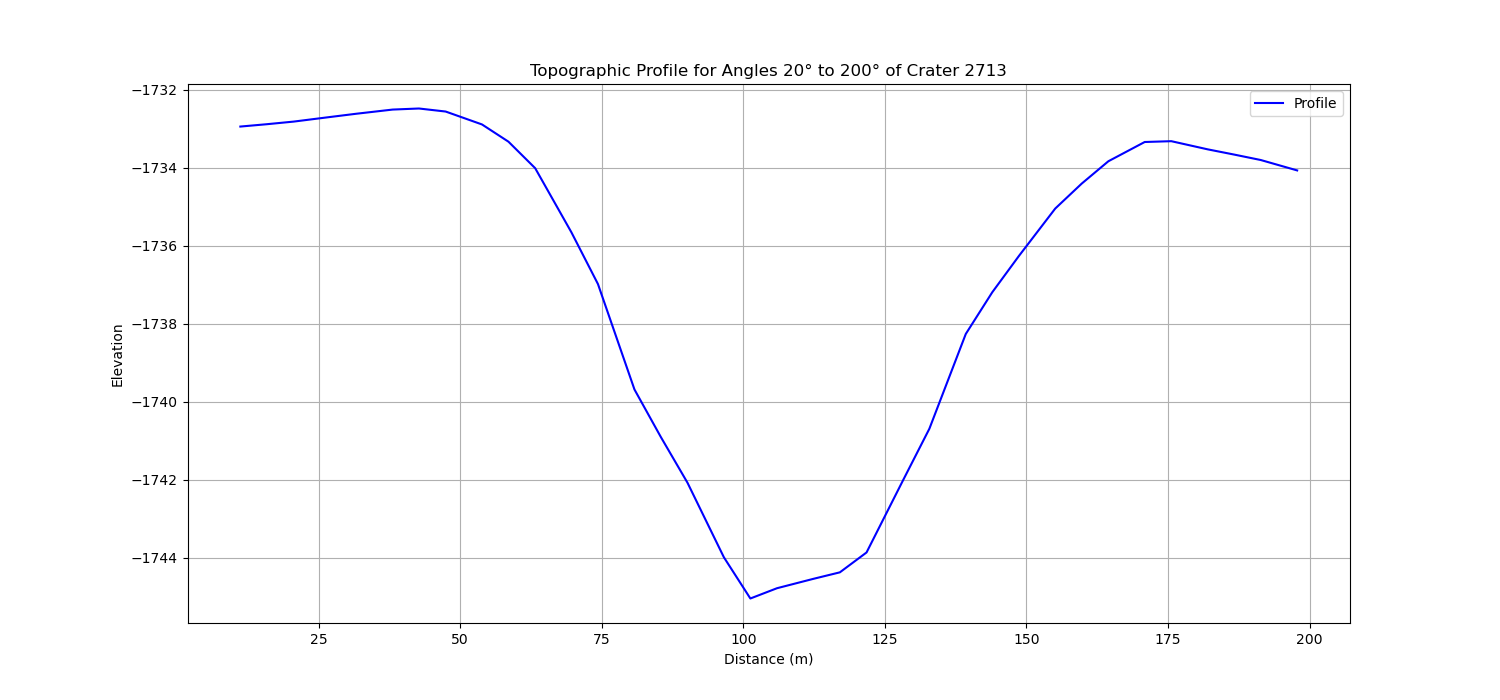 Topographic Profile for Angles 20° to 200° of Crater 2713
Profile
−1732
−1734
−1736
−1738
−1740
−1742
−1744
Elevation
25 50 75 100 125 150 175 200
Distance (m)